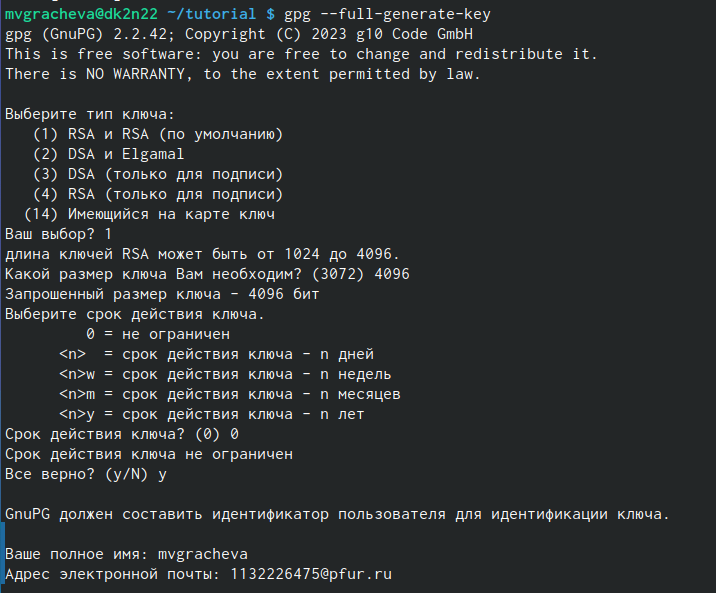 mvgracheva@dk2n22 ~/tutorial $ gpg --full-generate-key
gpg (GnuPG) 2.2.42; Copyright (C) 2023 g10 Code GmbH
This is free software: you are free to change and redistribute it.
There is NO WARRANTY, to the extent permitted by law.

Выберите тип ключа:
   (1) RSA и RSA (по умолчанию)
   (2) DSA и Elgamal
   (3) DSA (только для подписи)
   (4) RSA (только для подписи)
  (14) Имеющийся на карте ключ
Ваш выбор? 1
длина ключей RSA может быть от 1024 до 4096.
Какой размер ключа Вам необходим? (3072) 4096
Запрошенный размер ключа - 4096 бит
Выберите срок действия ключа.
         0 = не ограничен
      <n>  = срок действия ключа - n дней
      <n>w = срок действия ключа - n недель
      <n>m = срок действия ключа - n месяцев
      <n>y = срок действия ключа - n лет
Срок действия ключа? (0) 0
Срок действия ключа не ограничен
Все верно? (y/N) y

GnuPG должен составить идентификатор пользователя для идентификации ключа.

Ваше полное имя: mvgracheva
Адрес электронной почты: 1132226475@pfur.ru